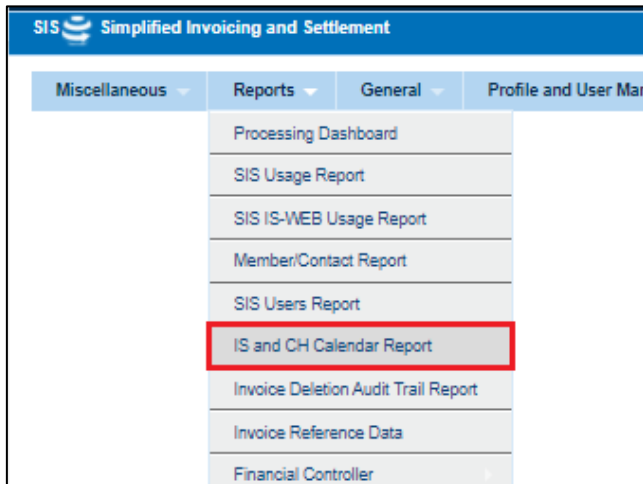 SIS Simplified Invoicing and Settlement
Miscellaneous Reports General Profile and User Mar
Processing Dashboard
SIS Usage Report
SIS IS-WEB Usage Report
Member/Contact Report
SIS Users Report
IS and CH Calendar Report
Invoice Deletion Audit Trail Report
Invoice Reference Data
Financial Controller